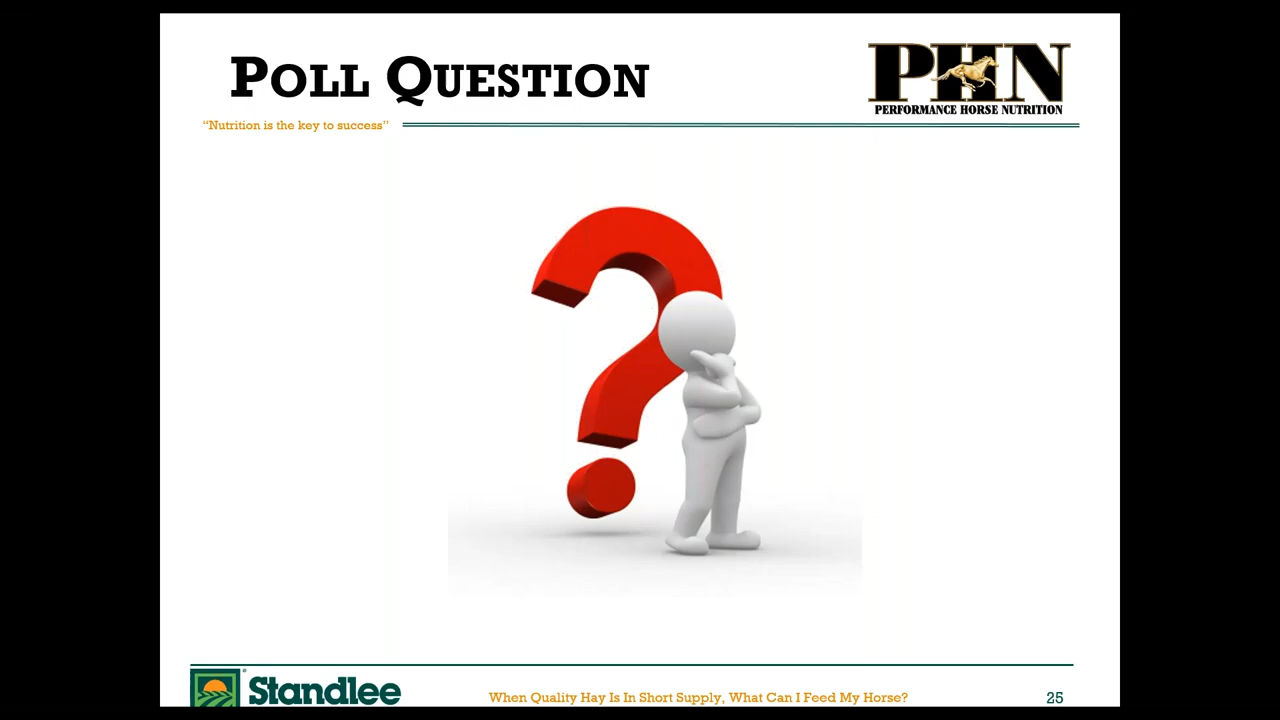 POLL QUESTION
PHN
PERFORMANCE HORSE NUTRITION
“Nutrition is the key to success”
Standlee
When Quality Hay Is In Short Supply, What Can I Feed My Horse?
25